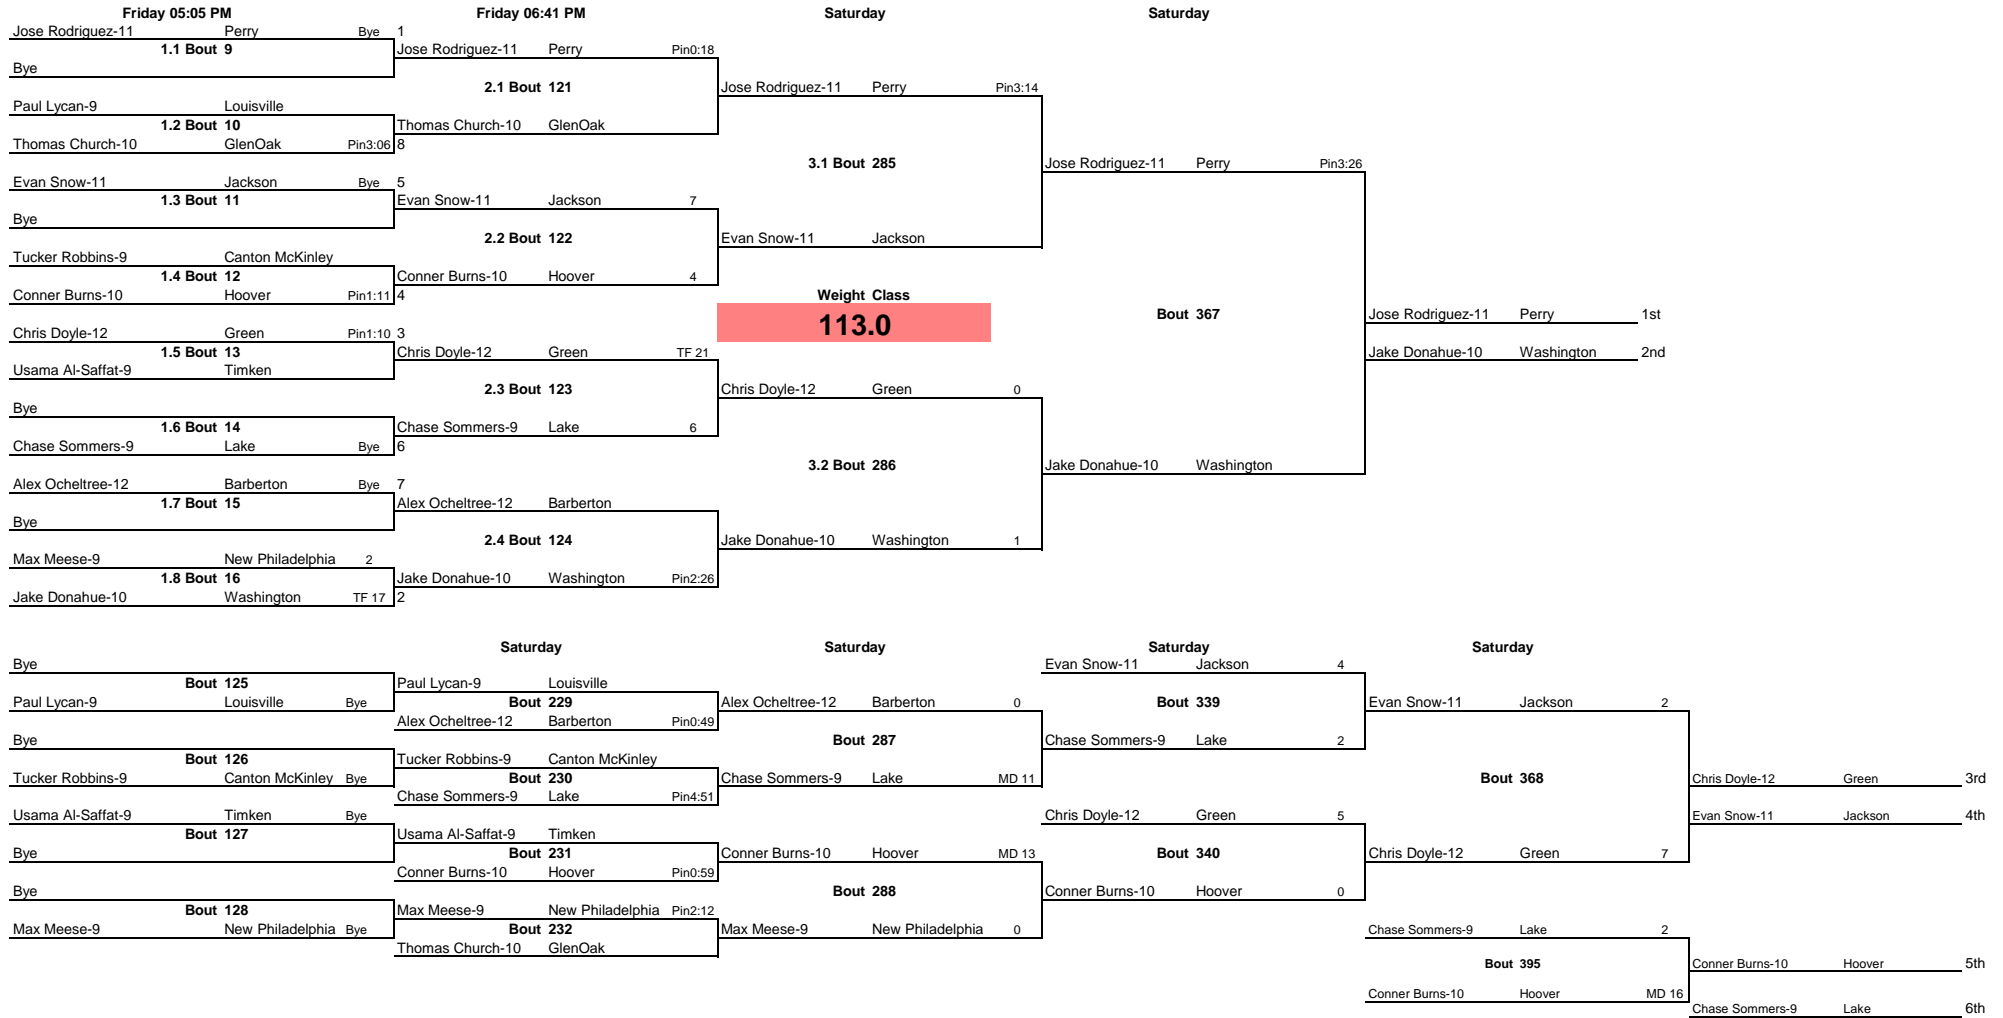 Friday 05:05 PM Friday 06:41 PM Saturday Saturday
Jose Rodriguez-11 Perry Bye 1
1.1 Bout 9 Jose Rodriguez-11 Perry Pin0:18
Bye
2.1 Bout 121 Jose Rodriguez-11 Perry Pin3:14
Paul Lycan-9 Louisville
1.2 Bout 10 Thomas Church-10 GlenOak
Thomas Church-10 GlenOak Pin3:06 8
3.1 Bout 285 Jose Rodriguez-11 Perry Pin3:26
Evan Snow-11 Jackson Bye 5
1.3 Bout 11 Evan Snow-11 Jackson 7
Bye
2.2 Bout 122 Evan Snow-11 Jackson
Tucker Robbins-9 Canton McKinley
1.4 Bout 12 Conner Burns-10 Hoover 4
Conner Burns-10 Hoover Pin1:11 4 Weight Class
113.0 Bout 367 Jose Rodriguez-11 Perry 1st
Chris Doyle-12 Green Pin1:10 3
1.5 Bout 13 Chris Doyle-12 Green TF 21 Jake Donahue-10 Washington 2nd
Usama Al-Saffat-9 Timken
2.3 Bout 123 Chris Doyle-12 Green 0
Bye
1.6 Bout 14 Chase Sommers-9 Lake 6
Chase Sommers-9 Lake Bye 6
3.2 Bout 286 Jake Donahue-10 Washington
Alex Ocheltree-12 Barberton Bye 7
1.7 Bout 15 Alex Ocheltree-12 Barberton
Bye
2.4 Bout 124 Jake Donahue-10 Washington 1
Max Meese-9 New Philadelphia 2
1.8 Bout 16 Jake Donahue-10 Washington Pin2:26
Jake Donahue-10 Washington TF 17 2
Saturday Saturday Saturday Saturday
Bye Evan Snow-11 Jackson 4
Bout 125 Paul Lycan-9 Louisville
Paul Lycan-9 Louisville Bye Bout 229 Alex Ocheltree-12 Barberton 0 Bout 339 Evan Snow-11 Jackson 2
Alex Ocheltree-12 Barberton Pin0:49
Bye Bout 287 Chase Sommers-9 Lake 2
Bout 126 Tucker Robbins-9 Canton McKinley
Tucker Robbins-9 Canton McKinley Bye Bout 230 Chase Sommers-9 Lake MD 11 Bout 368 Chris Doyle-12 Green 3rd
Chase Sommers-9 Lake Pin4:51
Usama Al-Saffat-9 Timken Bye Chris Doyle-12 Green 5 Evan Snow-11 Jackson 4th
Bout 127 Usama Al-Saffat-9 Timken
Bye Bout 231 Conner Burns-10 Hoover MD 13 Bout 340 Chris Doyle-12 Green 7
Conner Burns-10 Hoover Pin0:59
Bye Bout 288 Conner Burns-10 Hoover 0
Bout 128 Max Meese-9 New Philadelphia Pin2:12
Max Meese-9 New Philadelphia Bye Bout 232 Max Meese-9 New Philadelphia 0 Chase Sommers-9 Lake 2
Thomas Church-10 GlenOak
Bout 395 Conner Burns-10 Hoover 5th
Conner Burns-10 Hoover MD 16
Chase Sommers-9 Lake 6th